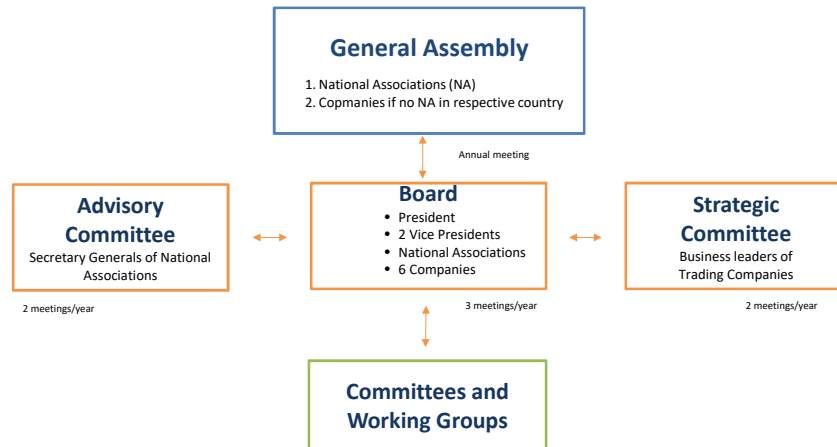 General Assembly
1. National Associations (NA)
2. Copmanies if no NA in respective country
Annual meeting
Advisory
Committee
Secretary Generals of National
Associations
2 meetings/year
Board
• President
• 2 Vice Presidents
• National Associations
• 6 Companies
3 meetings/year
Strategic
Committee
Business leaders of
Trading Companies
2 meetings/year
Committees and
Working Groups